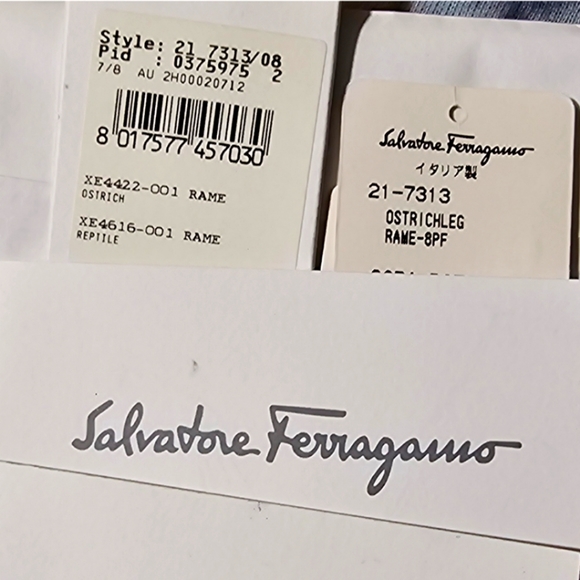 Style: 21 7313/08
Pid : 0375975 2
7/8 AU 2H00020712
8 017577 457030
XE4422-001 RAME
OSTRICH
XE4616-001 RAME
REPTILE
Salvatore Ferragamo
イタリア製
21-7313
OSTRICHLEG
RAME-8PF
Salvatore Ferragamo